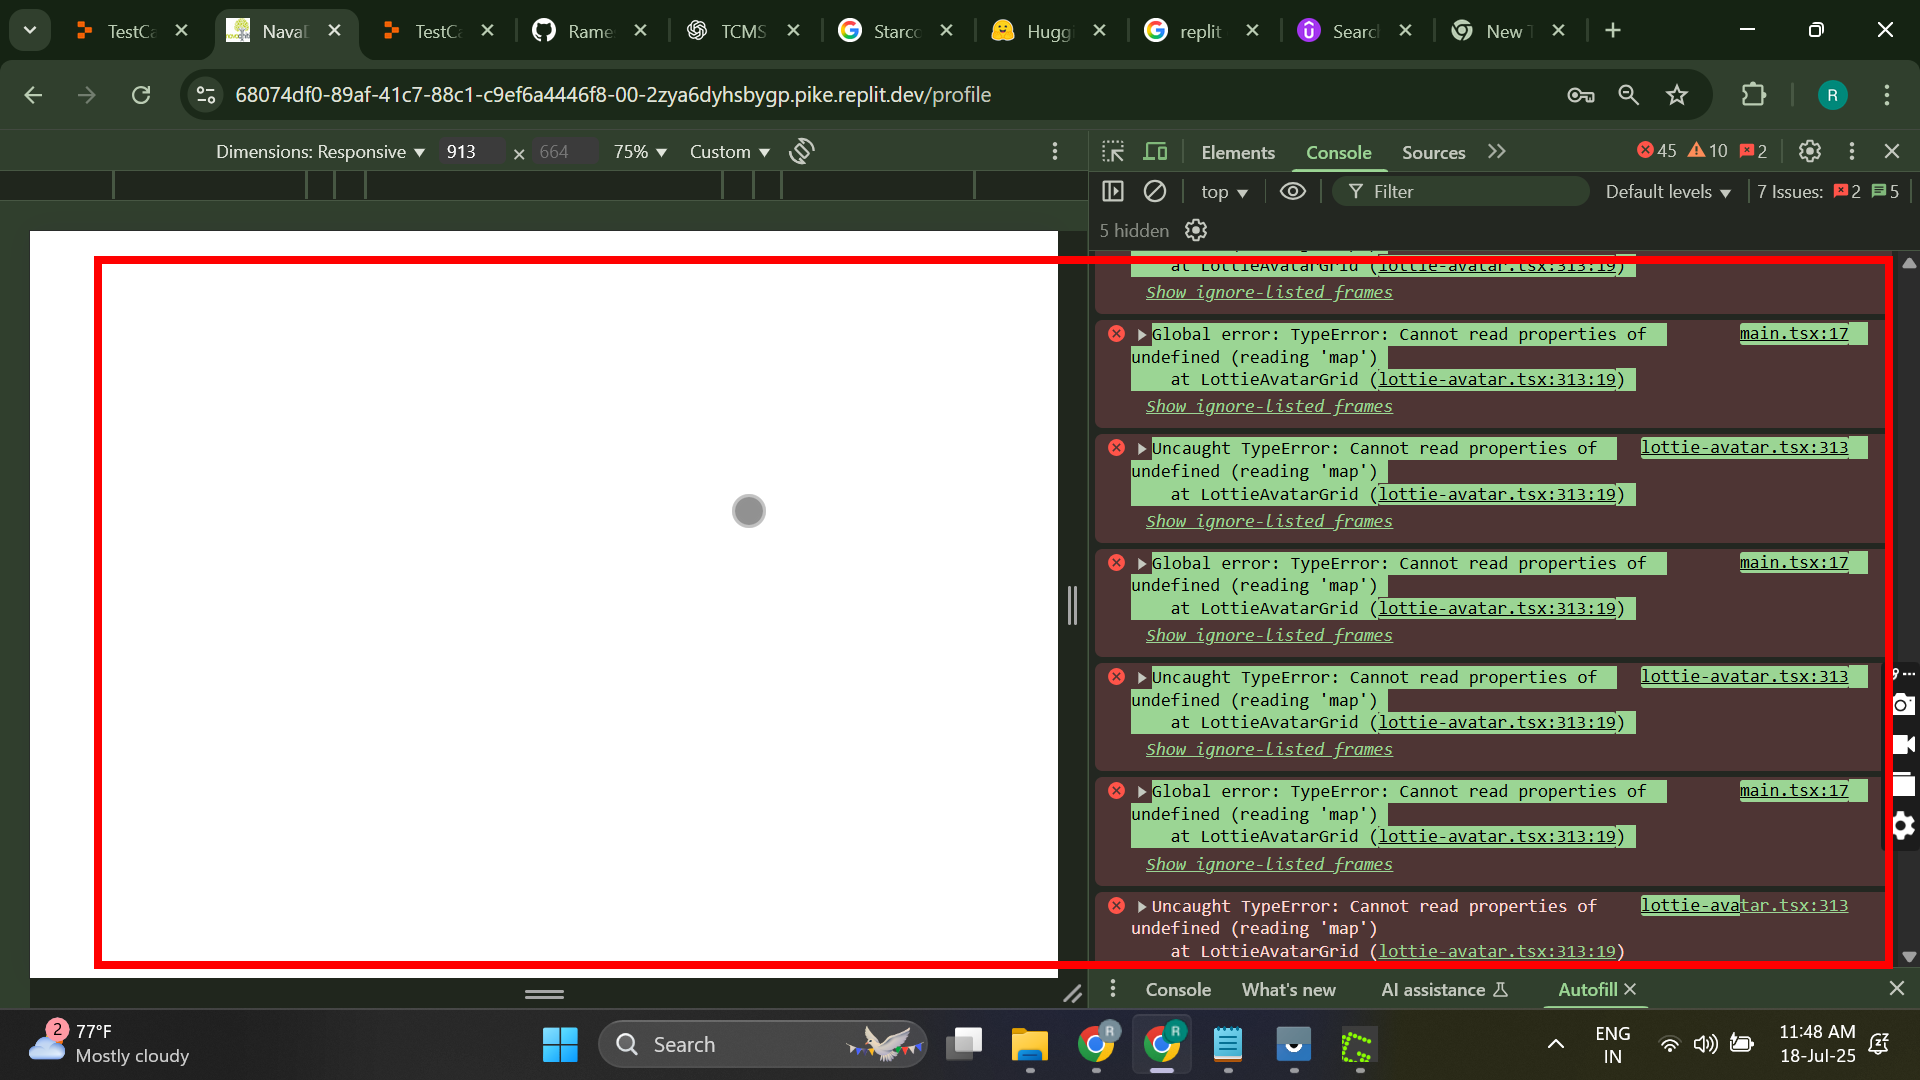 TestCa
NavaD
TestCa
Rame
TCMS
Starco
Huggi
replit
Search
New T
68074df0-89af-41c7-88c1-c9ef6a4446f8-00-2zya6dyhsbygp.pike.replit.dev/profile
R
Dimensions: Responsive 913 × 664 75% Custom
Elements Console Sources 45 10 2
top Filter Default levels 7 Issues: 2 5
5 hidden
at LottieAvatarGrid (lottie-avatar.tsx:313:19)
Show ignore-listed frames
Global error: TypeError: Cannot read properties of main.tsx:17
undefined (reading 'map')
at LottieAvatarGrid (lottie-avatar.tsx:313:19)
Show ignore-listed frames
Uncaught TypeError: Cannot read properties of lottie-avatar.tsx:313
undefined (reading 'map')
at LottieAvatarGrid (lottie-avatar.tsx:313:19)
Show ignore-listed frames
Global error: TypeError: Cannot read properties of main.tsx:17
undefined (reading 'map')
at LottieAvatarGrid (lottie-avatar.tsx:313:19)
Show ignore-listed frames
Uncaught TypeError: Cannot read properties of lottie-avatar.tsx:313
undefined (reading 'map')
at LottieAvatarGrid (lottie-avatar.tsx:313:19)
Show ignore-listed frames
Global error: TypeError: Cannot read properties of main.tsx:17
undefined (reading 'map')
at LottieAvatarGrid (lottie-avatar.tsx:313:19)
Show ignore-listed frames
Uncaught TypeError: Cannot read properties of lottie-avatar.tsx:313
undefined (reading 'map')
at LottieAvatarGrid (lottie-avatar.tsx:313:19)
Console What's new AI assistance Autofill
2
77°F
Mostly cloudy
Search
R
R
ENG
IN
11:48 AM
18-Jul-25